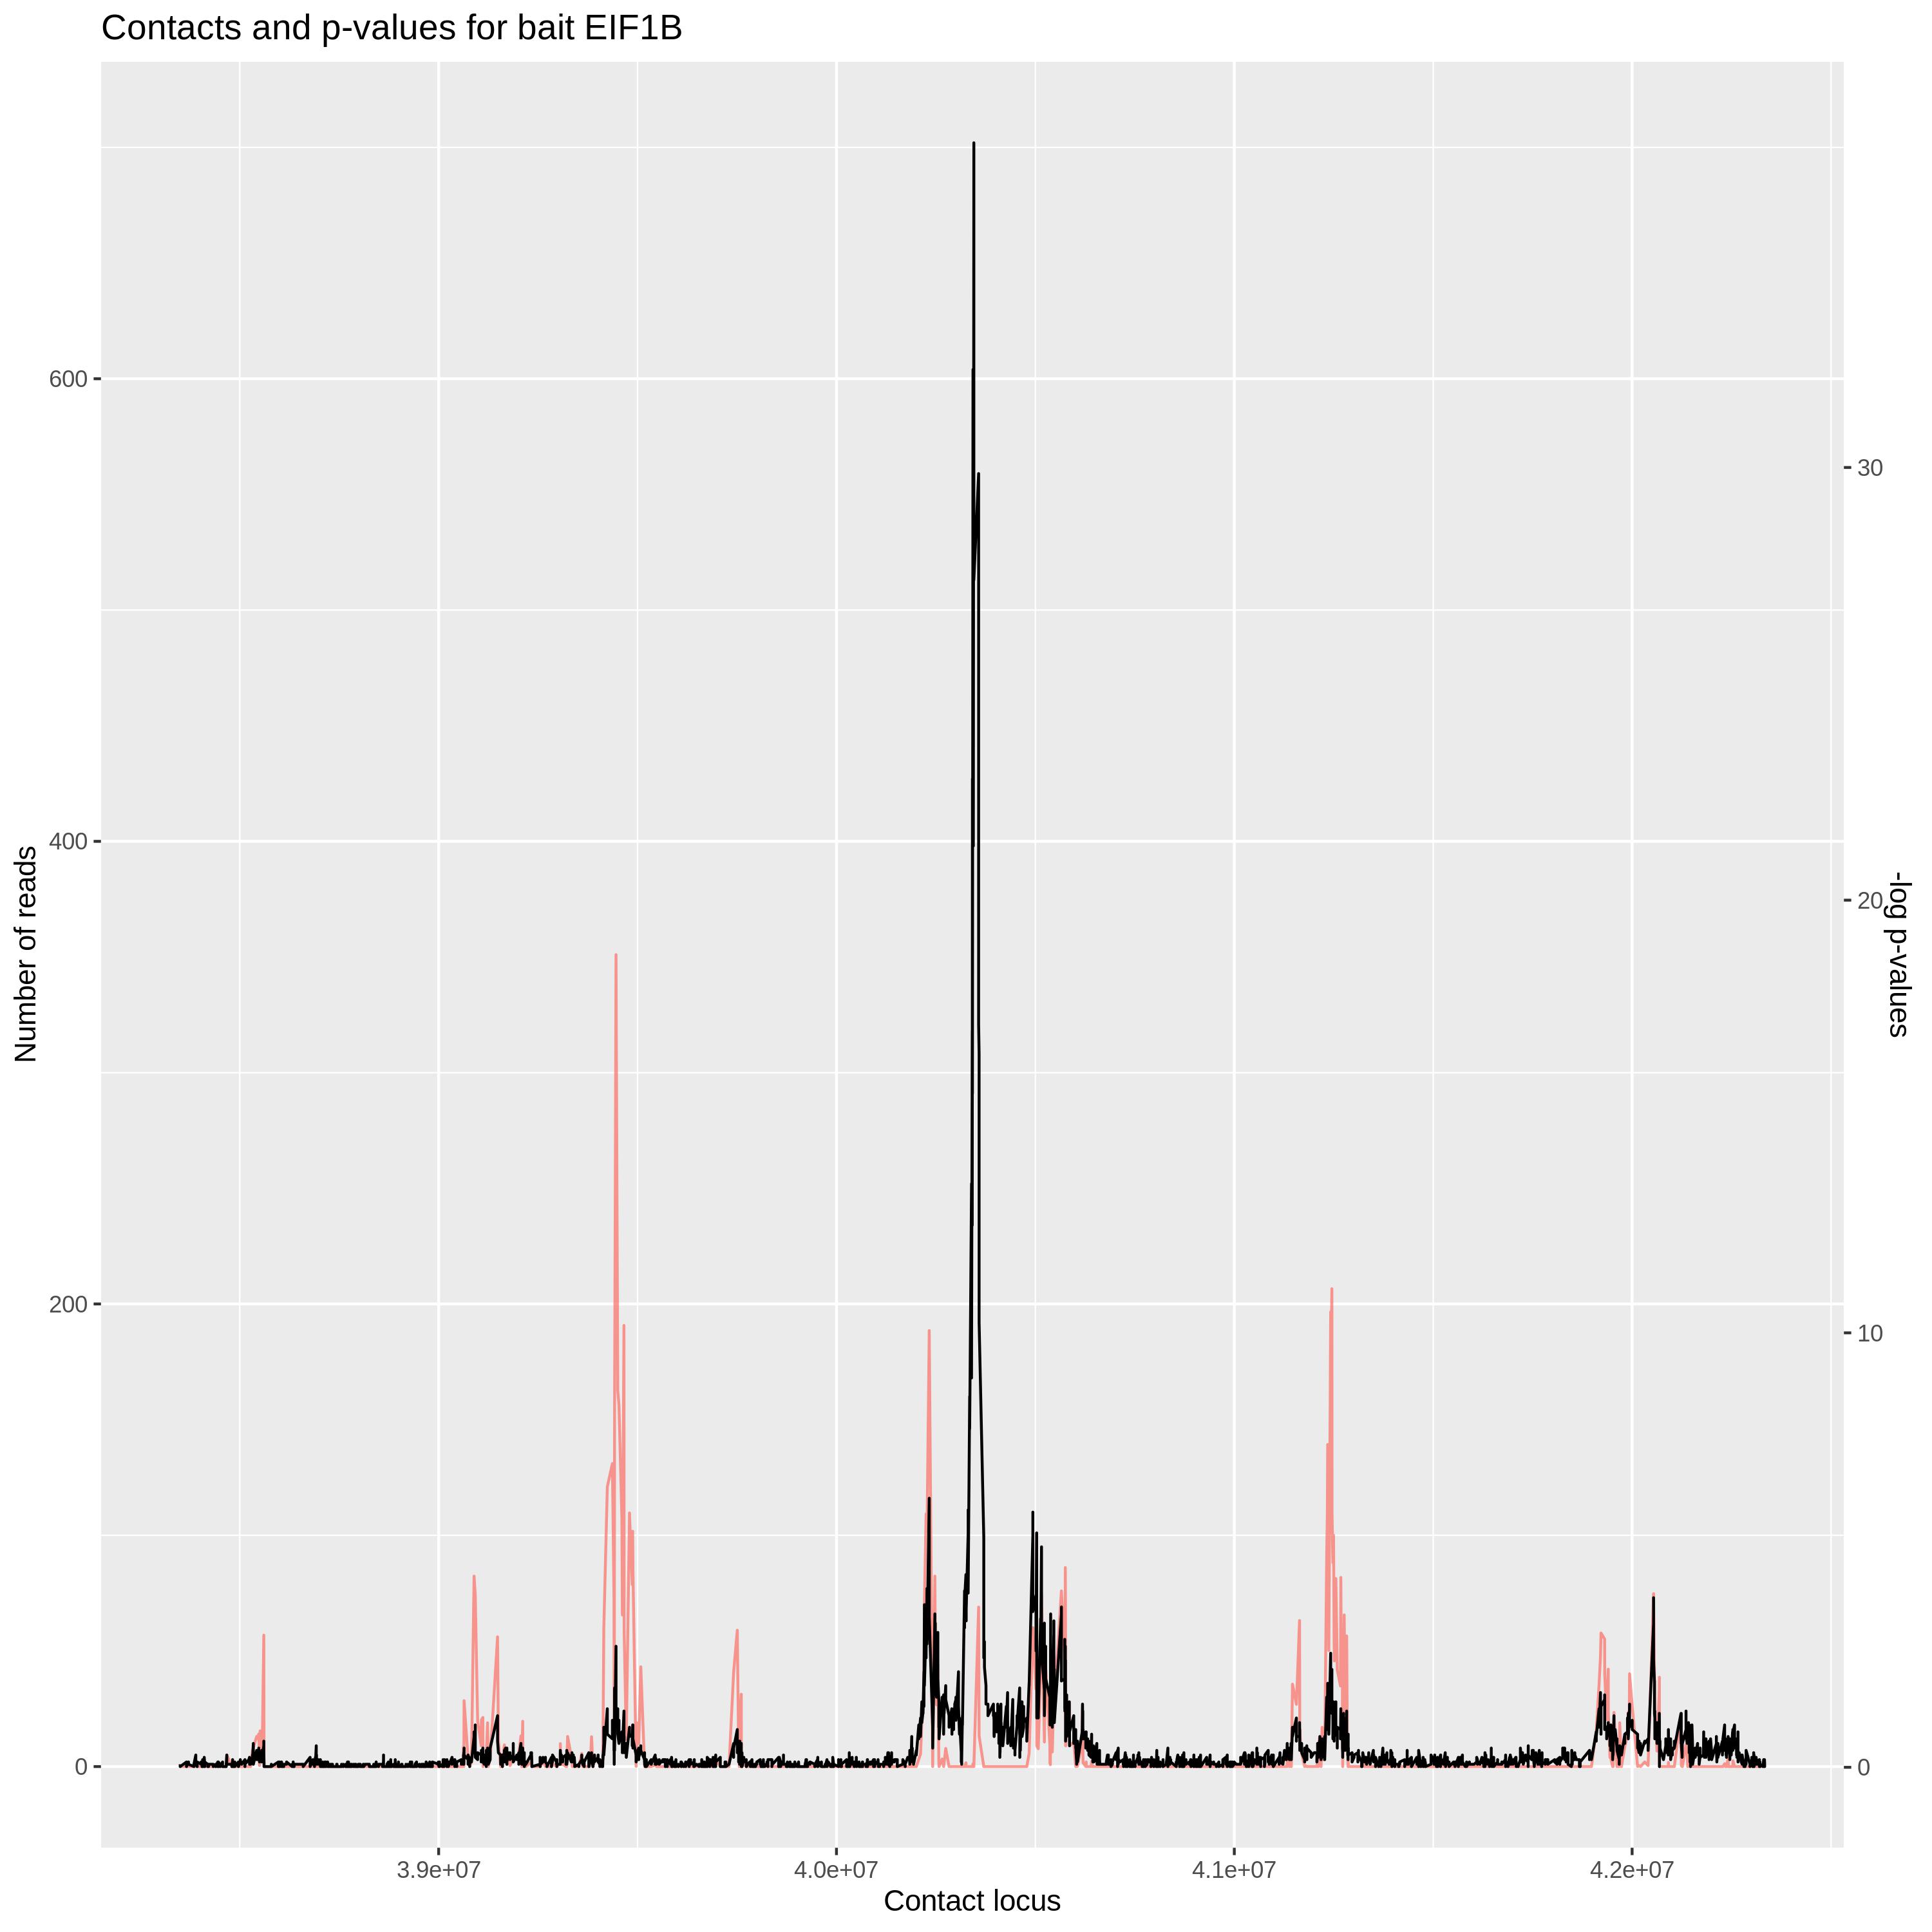 Contacts and p-values for bait EIF1B
600
400
200
0
Number of reads
30
20
10
0
-log p-values
3.9e+07
4.0e+07
4.1e+07
4.2e+07
Contact locus